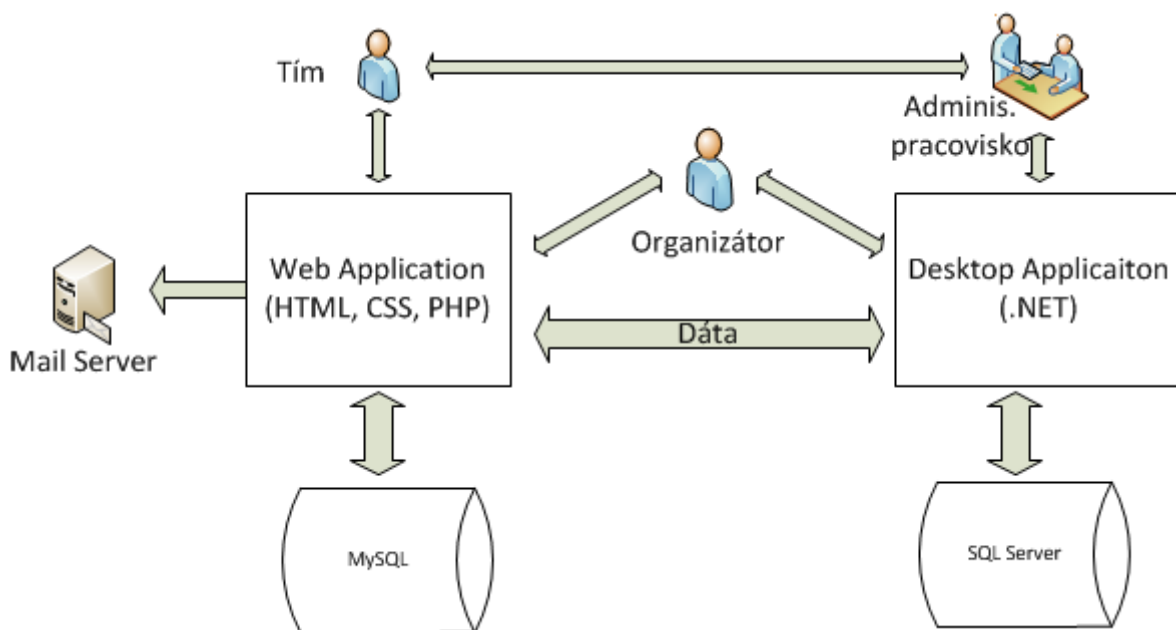 Tím
Adminis.
pracovisko
Organizátor
Web Application
(HTML, CSS, PHP)
Desktop Applicaiton
(.NET)
Mail Server
Dáta
MySQL
SQL Server